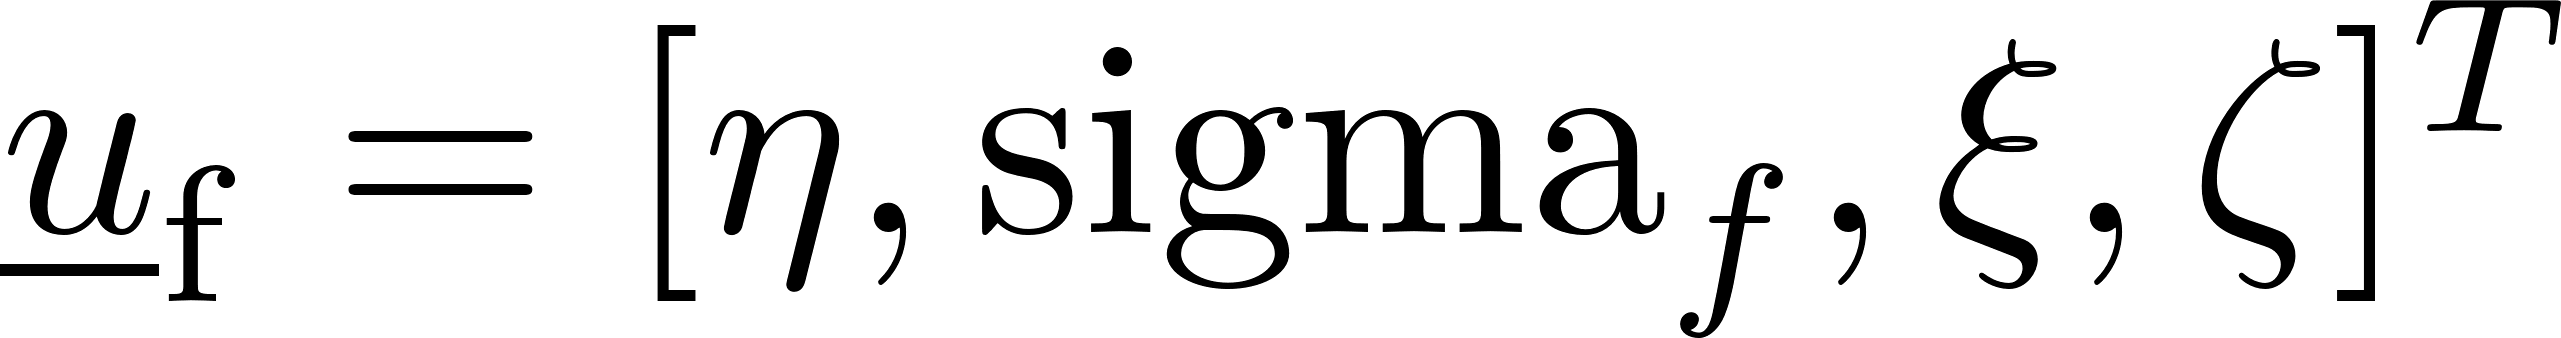 u_f = [η, sigma_f, ξ, ζ]^T